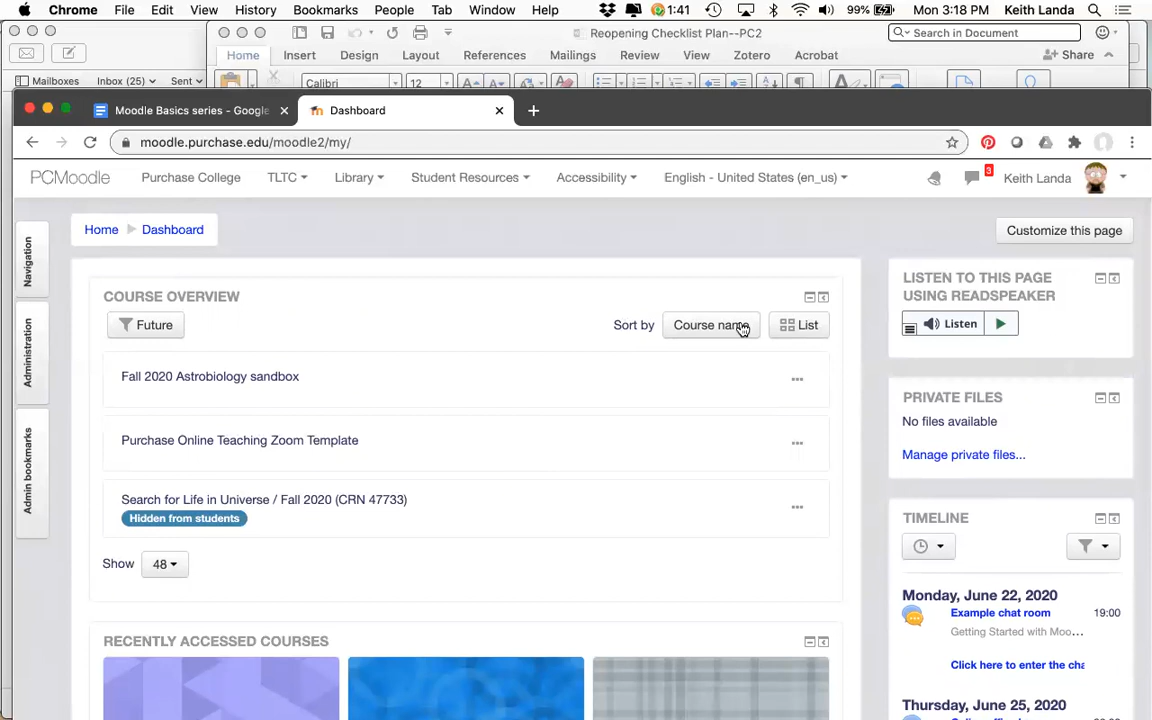 Chrome File Edit View History Bookmarks People Tab Window Help 1:41 99% Mon 3:18 PM Keith Landa
Reopening Checklist Plan--PC2 Search in Document
Home Insert Design Layout References Mailings Review View Zotero Acrobat Share
Mailboxes Inbox (25) Sent Calibri 12
Moodle Basics series - Google Dashboard
moodle.purchase.edu/moodle2/my/
PCMoodle Purchase College TLTC Library Student Resources Accessibility English - United States (en_us) 3 Keith Landa
Home Dashboard Customize this page
Navigation
Administration
Admin bookmarks
COURSE OVERVIEW
Future Sort by Course name List
Fall 2020 Astrobiology sandbox
Purchase Online Teaching Zoom Template
Search for Life in Universe / Fall 2020 (CRN 47733)
Hidden from students
Show 48
RECENTLY ACCESSED COURSES
LISTEN TO THIS PAGE
USING READSPEAKER
Listen
PRIVATE FILES
No files available
Manage private files...
TIMELINE
Monday, June 22, 2020
Example chat room 19:00
Getting Started with Moo...
Click here to enter the cha
Thursday, June 25, 2020